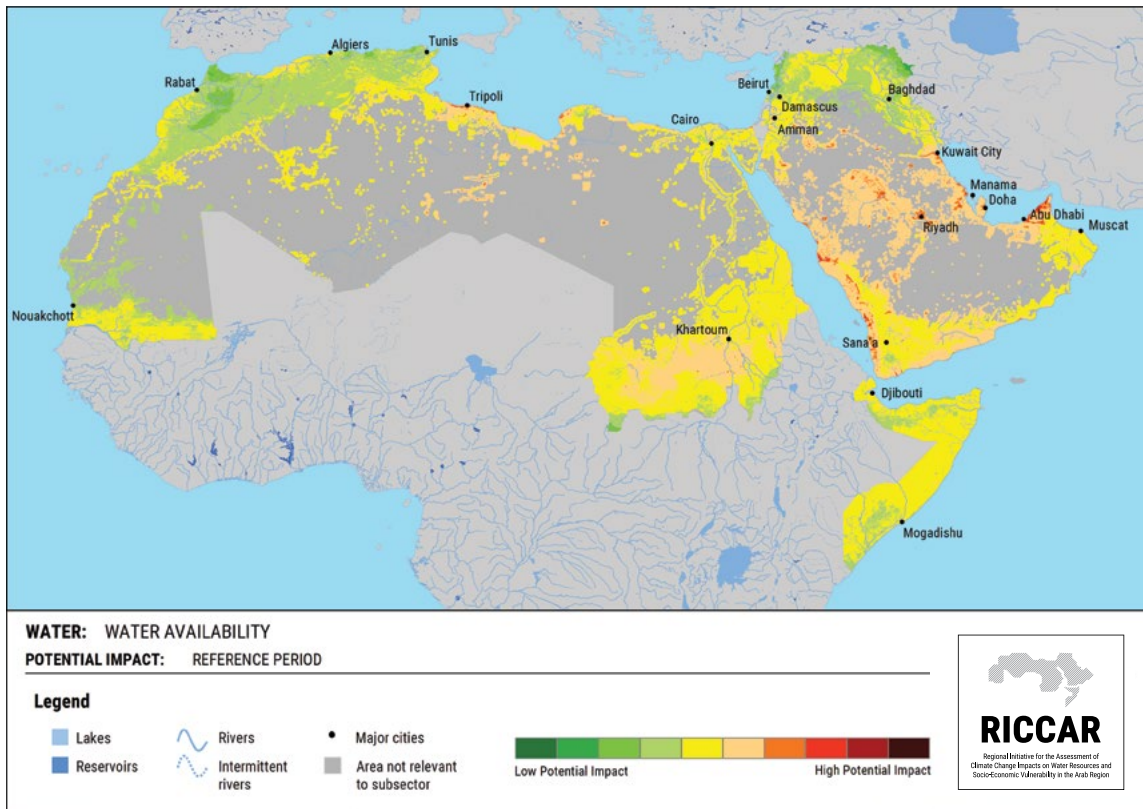 Algiers
Tunis
Rabat
Tripoli
Beirut
Baghdad
Damascus
Cairo
Amman
Kuwait City
Manama
Doha
Abu Dhabi
Riyadh
Muscat
Nouakchott
Khartoum
Sana'a
Djibouti
Mogadishu
WATER: WATER AVAILABILITY
POTENTIAL IMPACT: REFERENCE PERIOD
Legend
Lakes
Rivers
Major cities
Reservoirs
Intermittent
rivers
Area not relevant
to subsector
Low Potential Impact
High Potential Impact
RICCAR
Regional Initiative for the Assessment of
Climate Change Impacts on Water Resources and
Socio-Economic Vulnerability in the Arab Region